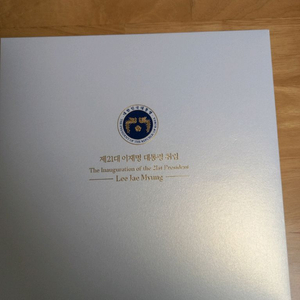 제21대 이재명 대통령 취임
The Inauguration of the 21st President
Lee Jae Myung